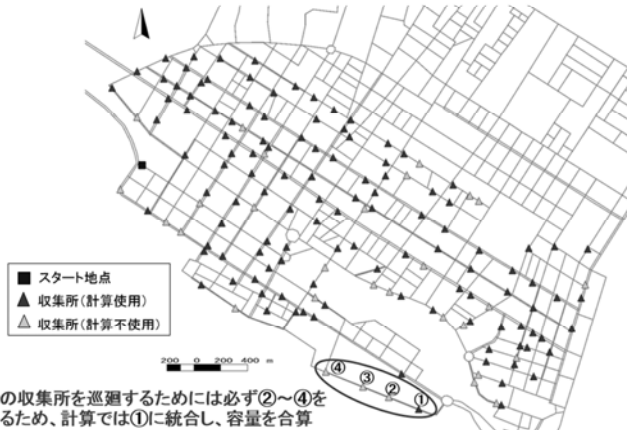 ■ スタート地点
▲ 収集所(計算使用)
△ 収集所(計算不使用)
200 0 200 400 m
④ ③ ② ①
の収集所を巡廻するためには必ず②~④を
るため、計算では①に統合し、容量を合算